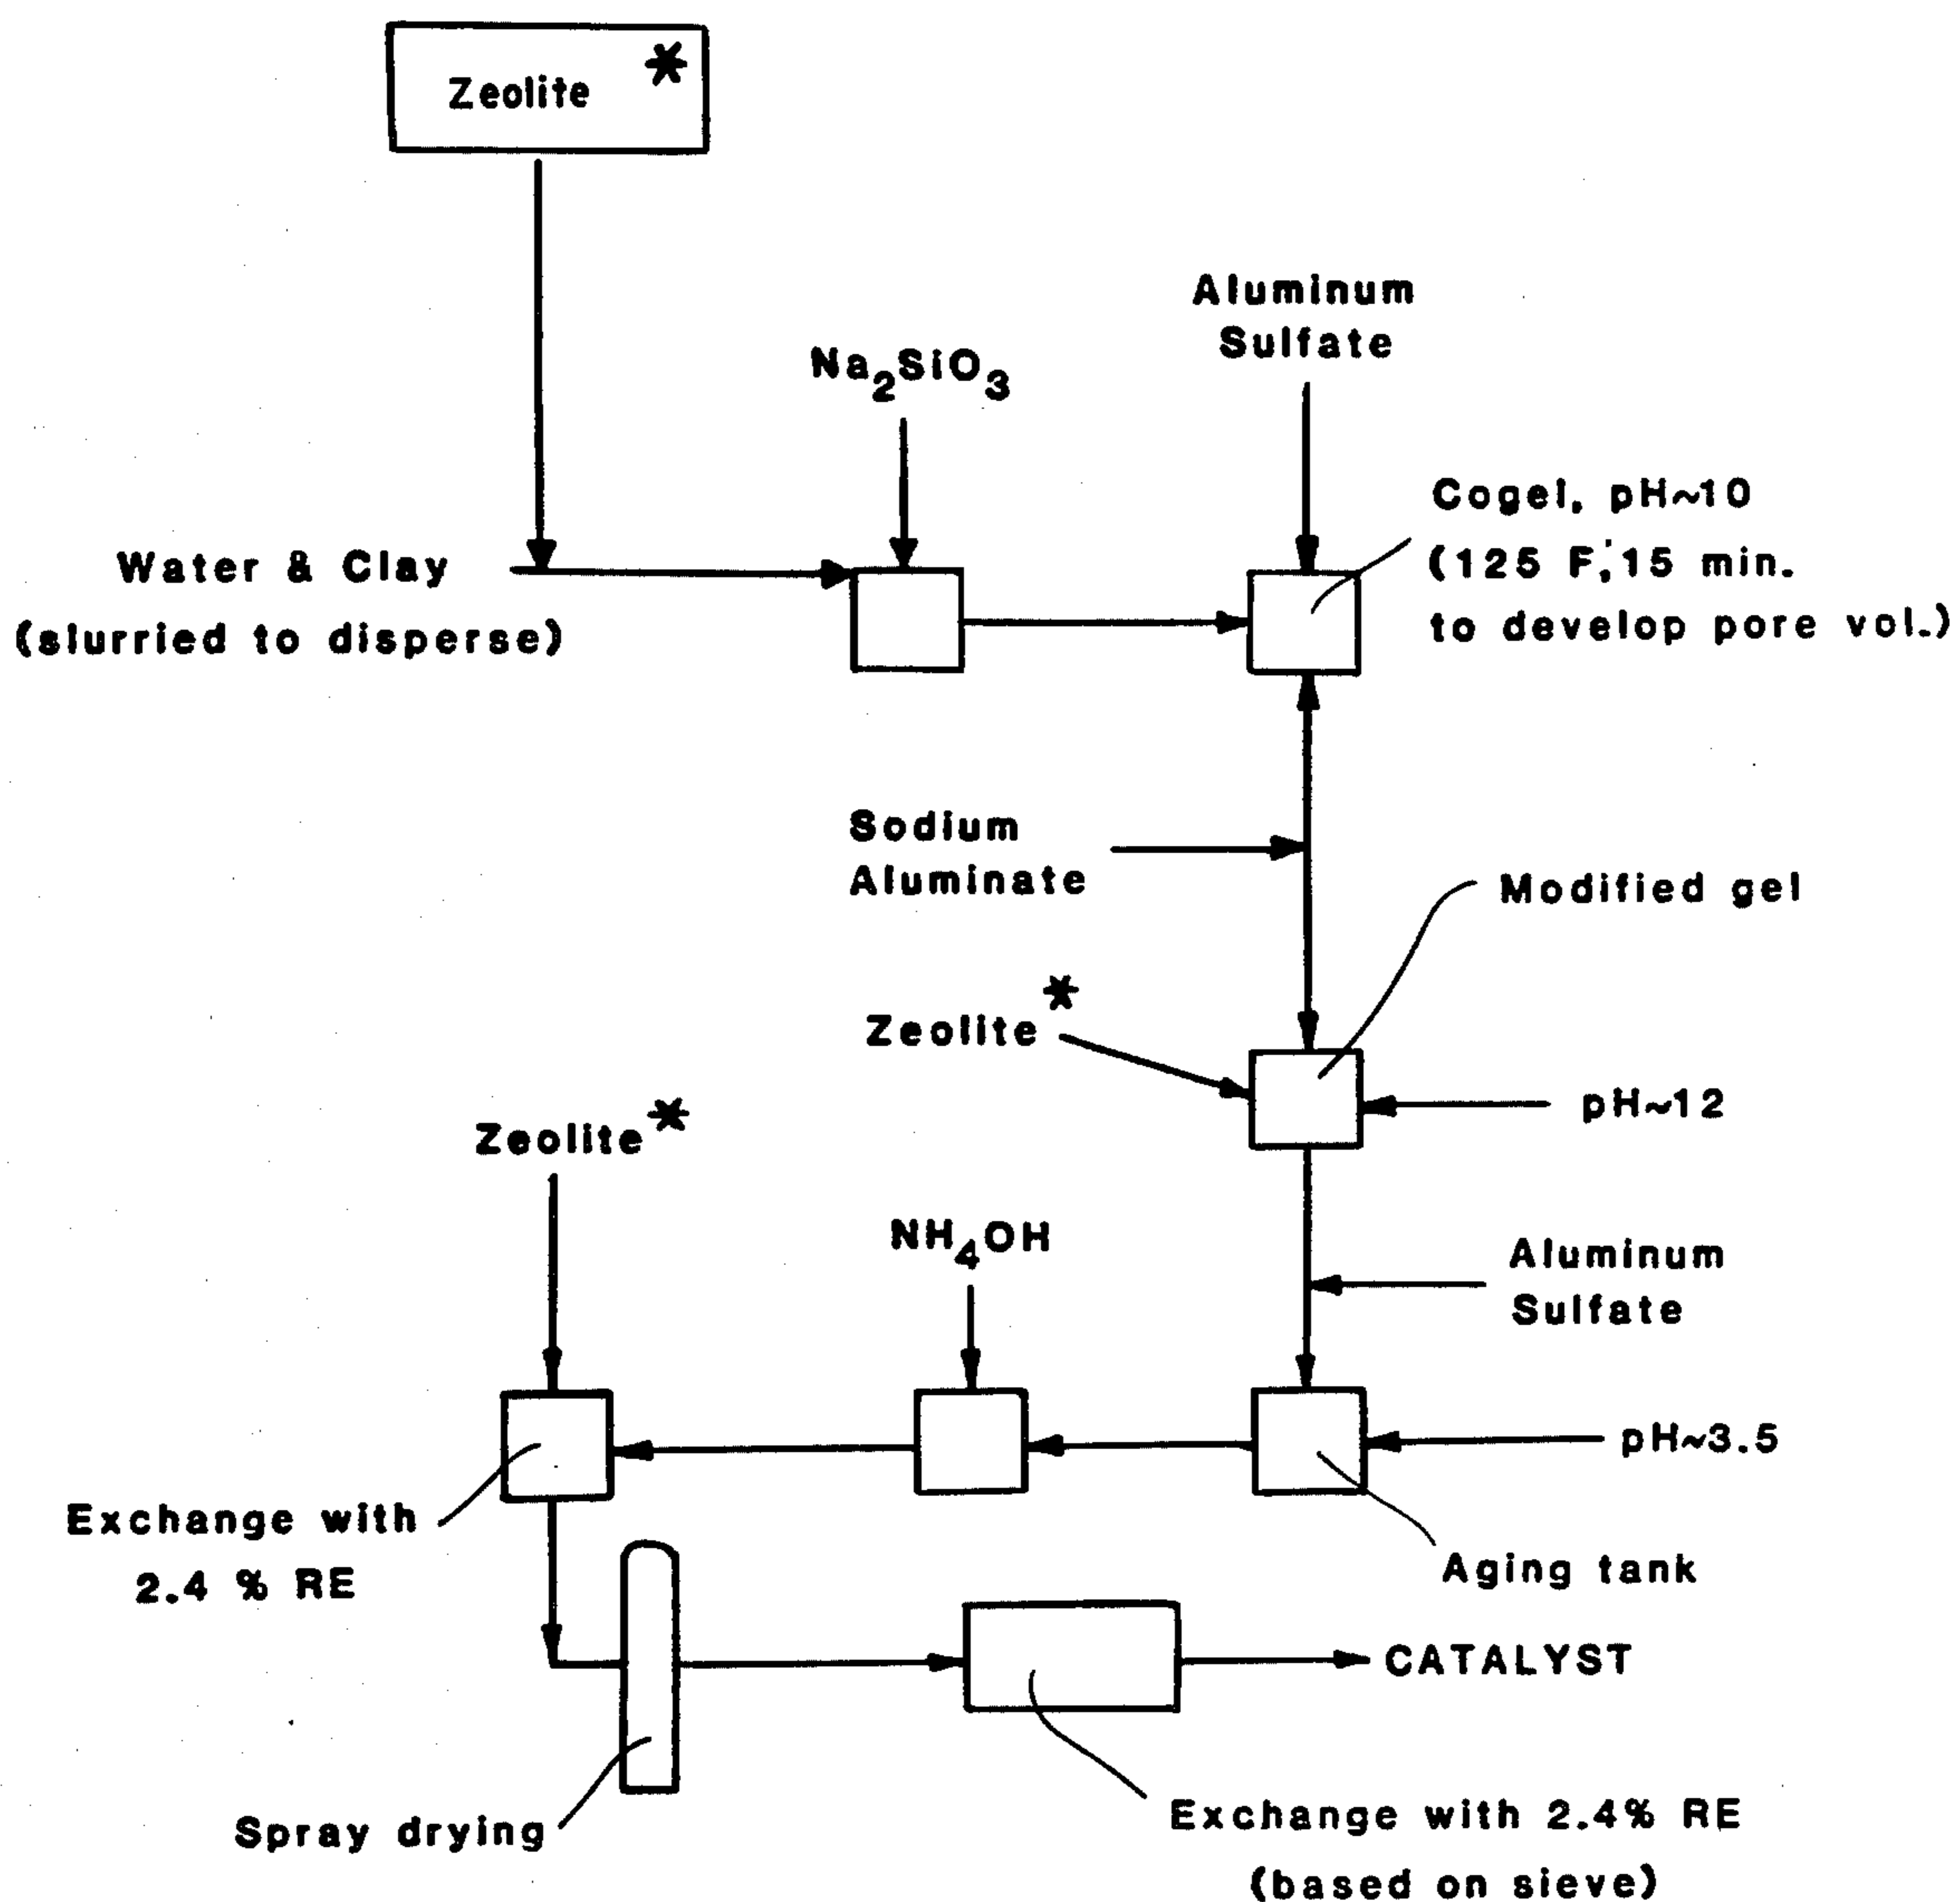 Zeolite *
Aluminum
Sulfate
Na2SiO3
Cogel, pH~10
(125 F; 15 min.
to develop pore vol.)
Water & Clay
(slurried to disperse)
Sodium
Aluminate
Modified gel
Zeolite *
pH~12
Zeolite *
NH4OH
Aluminum
Sulfate
pH~3.5
Exchange with
2.4 % RE
Aging tank
CATALYST
Spray drying
Exchange with 2.4% RE
(based on sieve)